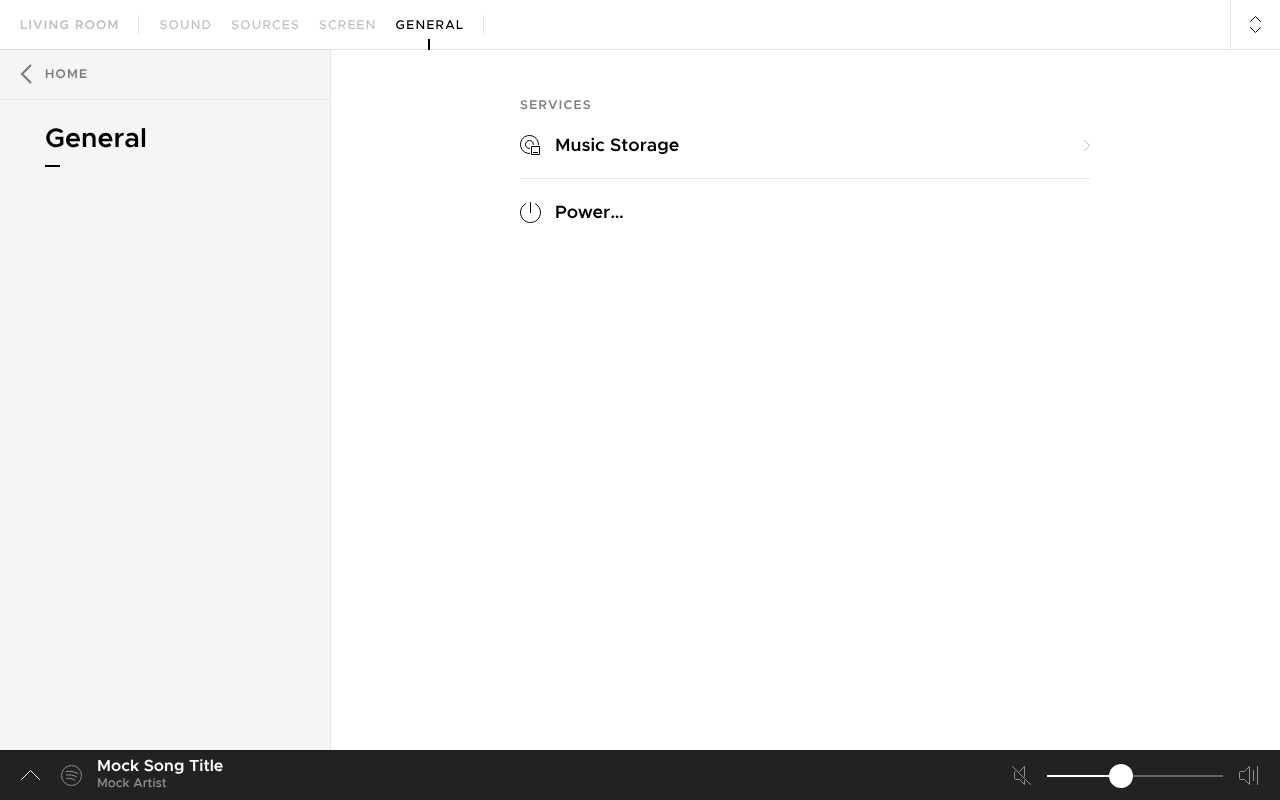 LIVING ROOM
SOUND
SOURCES
SCREEN
GENERAL
HOME
General
SERVICES
Music Storage
Power...
Mock Song Title
Mock Artist